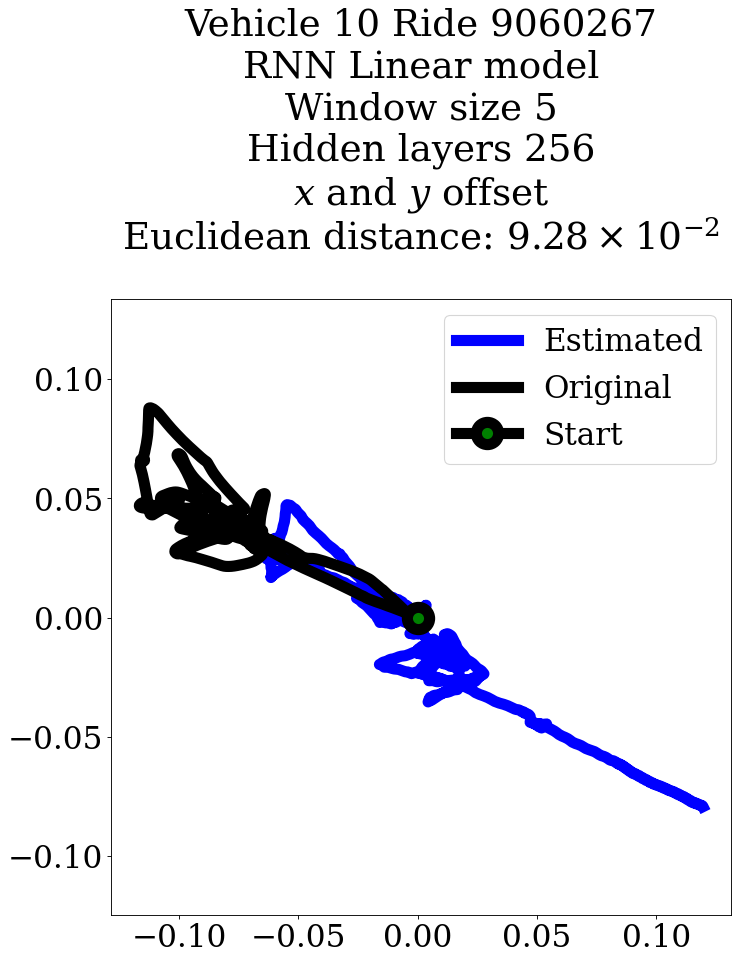 Vehicle 10 Ride 9060267
RNN Linear model
Window size 5
Hidden layers 256
x and y offset
Euclidean distance: 9.28 × 10⁻²
Estimated
Original
Start
0.10
0.05
0.00
−0.05
−0.10
−0.10 −0.05 0.00 0.05 0.10